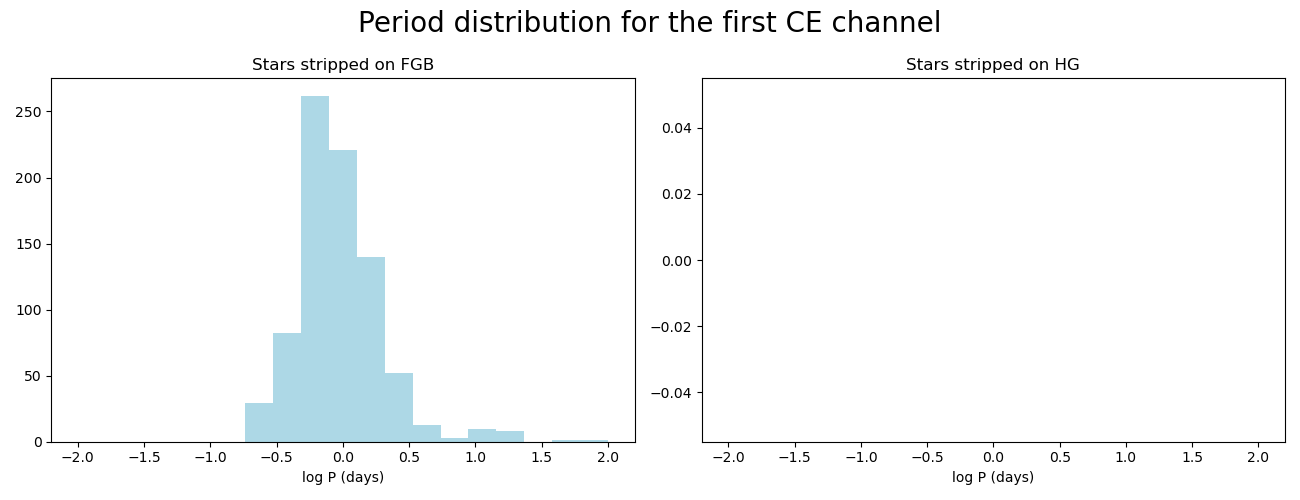 Period distribution for the first CE channel
Stars stripped on FGB
250
200
150
100
50
0
−2.0 −1.5 −1.0 −0.5 0.0 0.5 1.0 1.5 2.0
log P (days)
Stars stripped on HG
0.04
0.02
0.00
−0.02
−0.04
−2.0 −1.5 −1.0 −0.5 0.0 0.5 1.0 1.5 2.0
log P (days)